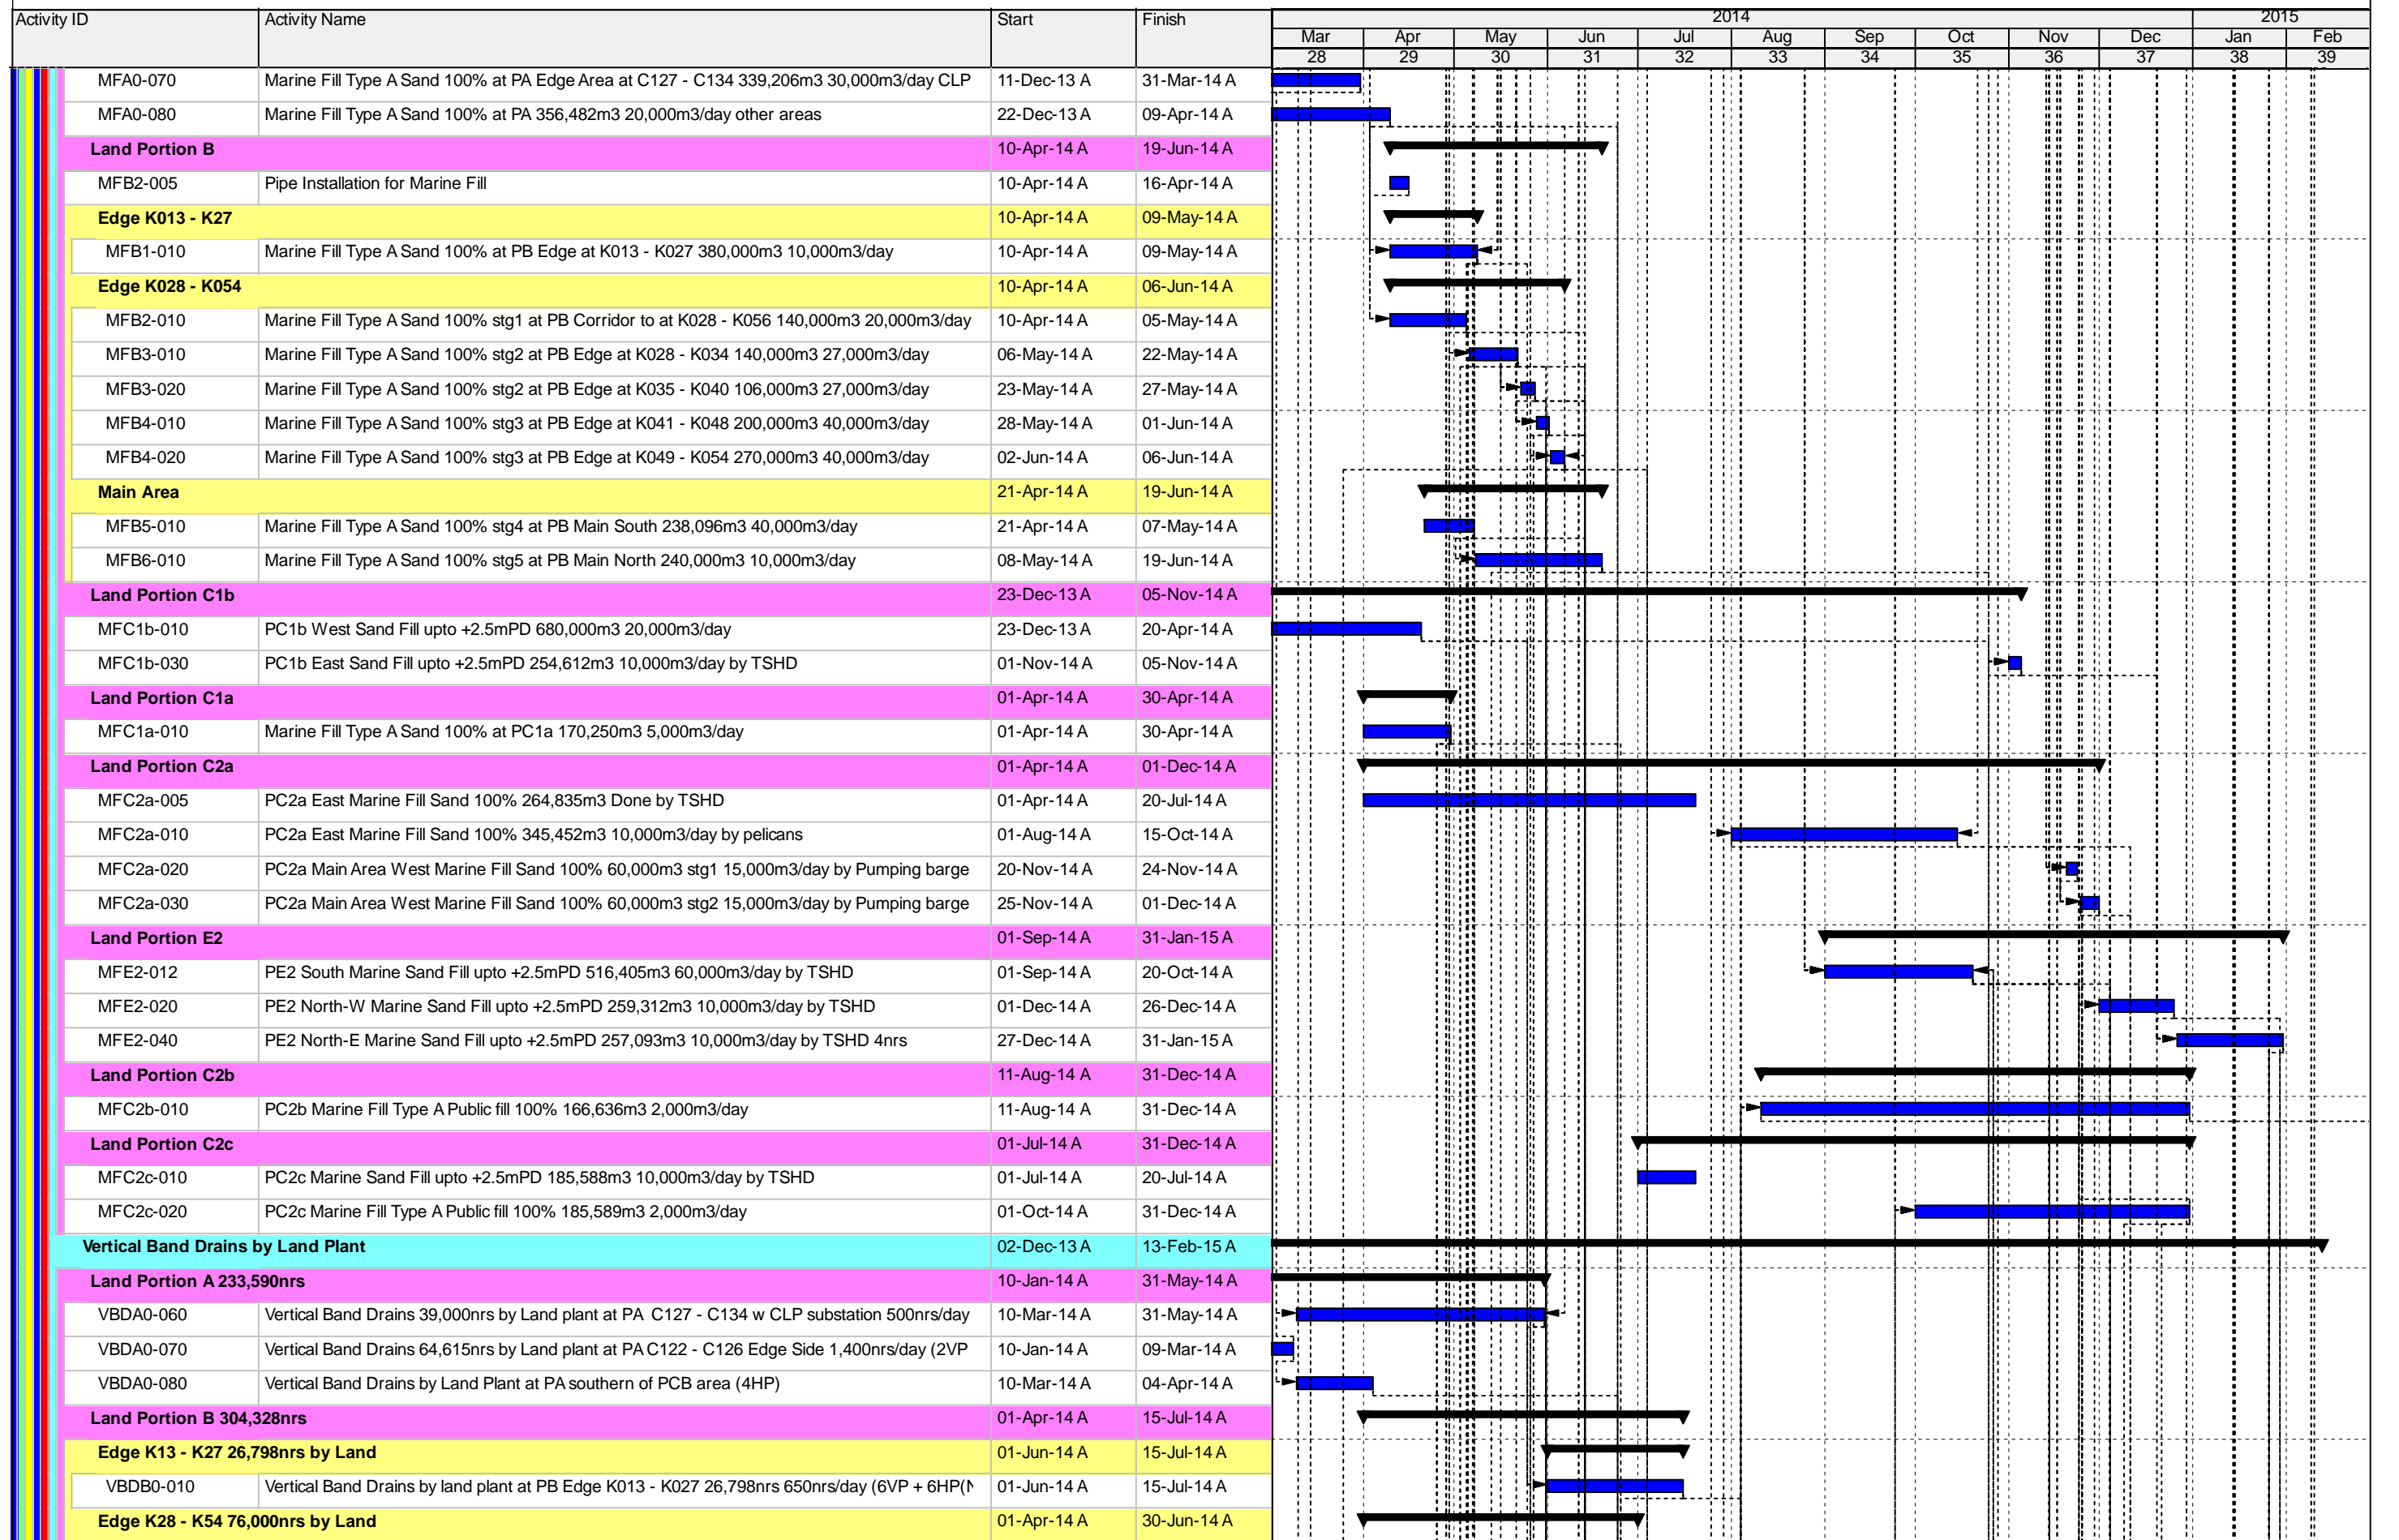 Activity ID Activity Name Start Finish 2014 2015
Mar Apr May Jun Jul Aug Sep Oct Nov Dec Jan Feb
28 29 30 31 32 33 34 35 36 37 38 39
MFA0-070 Marine Fill Type A Sand 100% at PA Edge Area at C127 - C134 339,206m3 30,000m3/day CLP 11-Dec-13 A 31-Mar-14 A
MFA0-080 Marine Fill Type A Sand 100% at PA 356,482m3 20,000m3/day other areas 22-Dec-13 A 09-Apr-14 A
Land Portion B 10-Apr-14 A 19-Jun-14 A
MFB2-005 Pipe Installation for Marine Fill 10-Apr-14 A 16-Apr-14 A
Edge K013 - K27 10-Apr-14 A 09-May-14 A
MFB1-010 Marine Fill Type A Sand 100% at PB Edge at K013 - K027 380,000m3 10,000m3/day 10-Apr-14 A 09-May-14 A
Edge K028 - K054 10-Apr-14 A 06-Jun-14 A
MFB2-010 Marine Fill Type A Sand 100% stg1 at PB Corridor to at K028 - K056 140,000m3 20,000m3/day 10-Apr-14 A 05-May-14 A
MFB3-010 Marine Fill Type A Sand 100% stg2 at PB Edge at K028 - K034 140,000m3 27,000m3/day 06-May-14 A 22-May-14 A
MFB3-020 Marine Fill Type A Sand 100% stg2 at PB Edge at K035 - K040 106,000m3 27,000m3/day 23-May-14 A 27-May-14 A
MFB4-010 Marine Fill Type A Sand 100% stg3 at PB Edge at K041 - K048 200,000m3 40,000m3/day 28-May-14 A 01-Jun-14 A
MFB4-020 Marine Fill Type A Sand 100% stg3 at PB Edge at K049 - K054 270,000m3 40,000m3/day 02-Jun-14 A 06-Jun-14 A
Main Area 21-Apr-14 A 19-Jun-14 A
MFB5-010 Marine Fill Type A Sand 100% stg4 at PB Main South 238,096m3 40,000m3/day 21-Apr-14 A 07-May-14 A
MFB6-010 Marine Fill Type A Sand 100% stg5 at PB Main North 240,000m3 10,000m3/day 08-May-14 A 19-Jun-14 A
Land Portion C1b 23-Dec-13 A 05-Nov-14 A
MFC1b-010 PC1b West Sand Fill upto +2.5mPD 680,000m3 20,000m3/day 23-Dec-13 A 20-Apr-14 A
MFC1b-030 PC1b East Sand Fill upto +2.5mPD 254,612m3 10,000m3/day by TSHD 01-Nov-14 A 05-Nov-14 A
Land Portion C1a 01-Apr-14 A 30-Apr-14 A
MFC1a-010 Marine Fill Type A Sand 100% at PC1a 170,250m3 5,000m3/day 01-Apr-14 A 30-Apr-14 A
Land Portion C2a 01-Apr-14 A 01-Dec-14 A
MFC2a-005 PC2a East Marine Fill Sand 100% 264,835m3 Done by TSHD 01-Apr-14 A 20-Jul-14 A
MFC2a-010 PC2a East Marine Fill Sand 100% 345,452m3 10,000m3/day by pelicans 01-Aug-14 A 15-Oct-14 A
MFC2a-020 PC2a Main Area West Marine Fill Sand 100% 60,000m3 stg1 15,000m3/day by Pumping barge 20-Nov-14 A 24-Nov-14 A
MFC2a-030 PC2a Main Area West Marine Fill Sand 100% 60,000m3 stg2 15,000m3/day by Pumping barge 25-Nov-14 A 01-Dec-14 A
Land Portion E2 01-Sep-14 A 31-Jan-15 A
MFE2-012 PE2 South Marine Sand Fill upto +2.5mPD 516,405m3 60,000m3/day by TSHD 01-Sep-14 A 20-Oct-14 A
MFE2-020 PE2 North-W Marine Sand Fill upto +2.5mPD 259,312m3 10,000m3/day by TSHD 01-Dec-14 A 26-Dec-14 A
MFE2-040 PE2 North-E Marine Sand Fill upto +2.5mPD 257,093m3 10,000m3/day by TSHD 4nrs 27-Dec-14 A 31-Jan-15 A
Land Portion C2b 11-Aug-14 A 31-Dec-14 A
MFC2b-010 PC2b Marine Fill Type A Public fill 100% 166,636m3 2,000m3/day 11-Aug-14 A 31-Dec-14 A
Land Portion C2c 01-Jul-14 A 31-Dec-14 A
MFC2c-010 PC2c Marine Sand Fill upto +2.5mPD 185,588m3 10,000m3/day by TSHD 01-Jul-14 A 20-Jul-14 A
MFC2c-020 PC2c Marine Fill Type A Public fill 100% 185,589m3 2,000m3/day 01-Oct-14 A 31-Dec-14 A
Vertical Band Drains by Land Plant 02-Dec-13 A 13-Feb-15 A
Land Portion A 233,590nrs 10-Jan-14 A 31-May-14 A
VBDA0-060 Vertical Band Drains 39,000nrs by Land plant at PA C127 - C134 w CLP substation 500nrs/day 10-Mar-14 A 31-May-14 A
VBDA0-070 Vertical Band Drains 64,615nrs by Land plant at PA C122 - C126 Edge Side 1,400nrs/day (2VP 10-Jan-14 A 09-Mar-14 A
VBDA0-080 Vertical Band Drains by Land Plant at PA southern of PCB area (4HP) 10-Mar-14 A 04-Apr-14 A
Land Portion B 304,328nrs 01-Apr-14 A 15-Jul-14 A
Edge K13 - K27 26,798nrs by Land 01-Jun-14 A 15-Jul-14 A
VBDB0-010 Vertical Band Drains by land plant at PB Edge K013 - K027 26,798nrs 650nrs/day (6VP + 6HP( 01-Jun-14 A 15-Jul-14 A
Edge K28 - K54 76,000nrs by Land 01-Apr-14 A 30-Jun-14 A